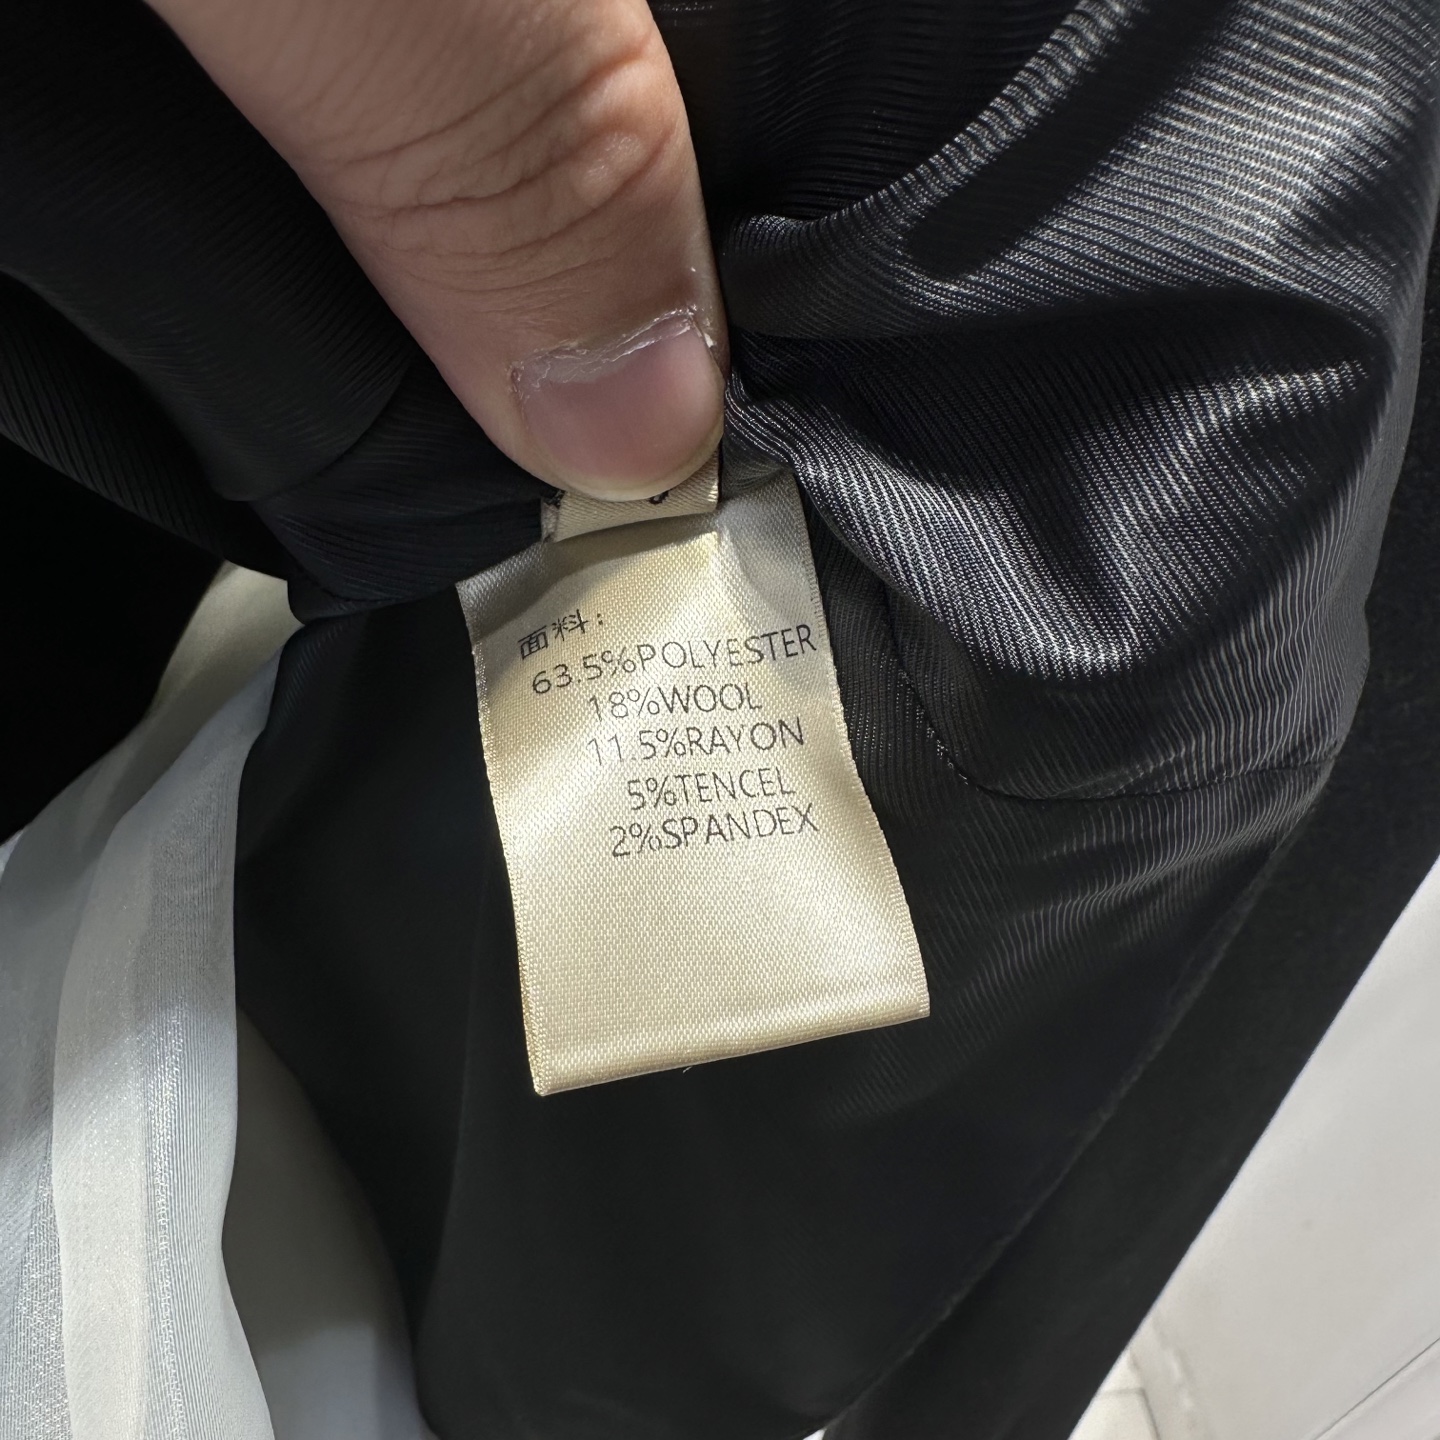 面料:
63.5%POLYESTER
18%WOOL
11.5%RAYON
5%TENCEL
2%SPANDEX